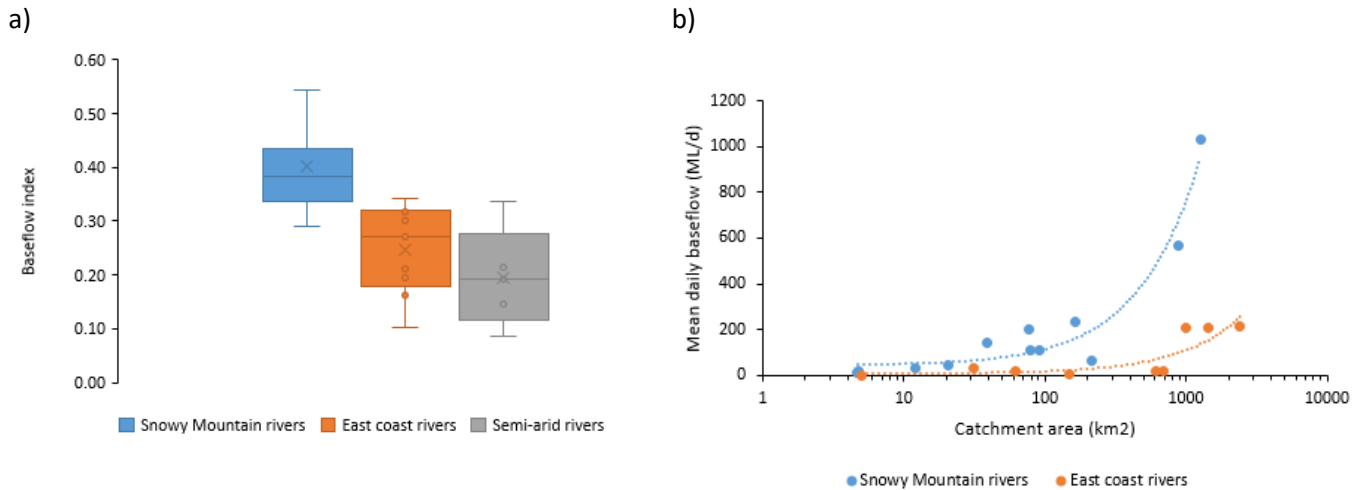 a)
0.60
0.50
0.40
0.30
0.20
0.10
0.00
Baseflow index
Snowy Mountain rivers East coast rivers Semi-arid rivers
b)
1200
1000
800
600
400
200
0
Mean daily baseflow (ML/d)
1 10 100 1000 10000
Catchment area (km2)
Snowy Mountain rivers East coast rivers